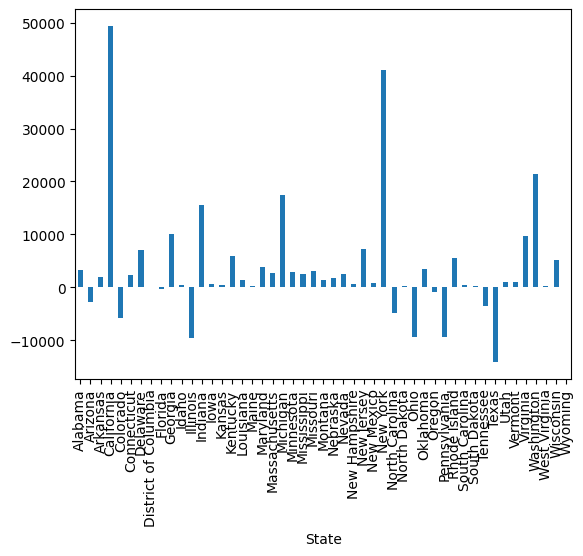 50000
40000
30000
20000
10000
0
−10000
Alabama
Arizona
Arkansas
California
Colorado
Connecticut
Delaware
District of Columbia
Florida
Georgia
Idaho
Illinois
Indiana
Iowa
Kansas
Kentucky
Louisiana
Maine
Maryland
Massachusetts
Michigan
Minnesota
Mississippi
Missouri
Montana
Nebraska
Nevada
New Hampshire
New Jersey
New Mexico
New York
North Carolina
North Dakota
Ohio
Oklahoma
Oregon
Pennsylvania
Rhode Island
South Carolina
South Dakota
Tennessee
Texas
Utah
Vermont
Virginia
Washington
West Virginia
Wisconsin
Wyoming
State